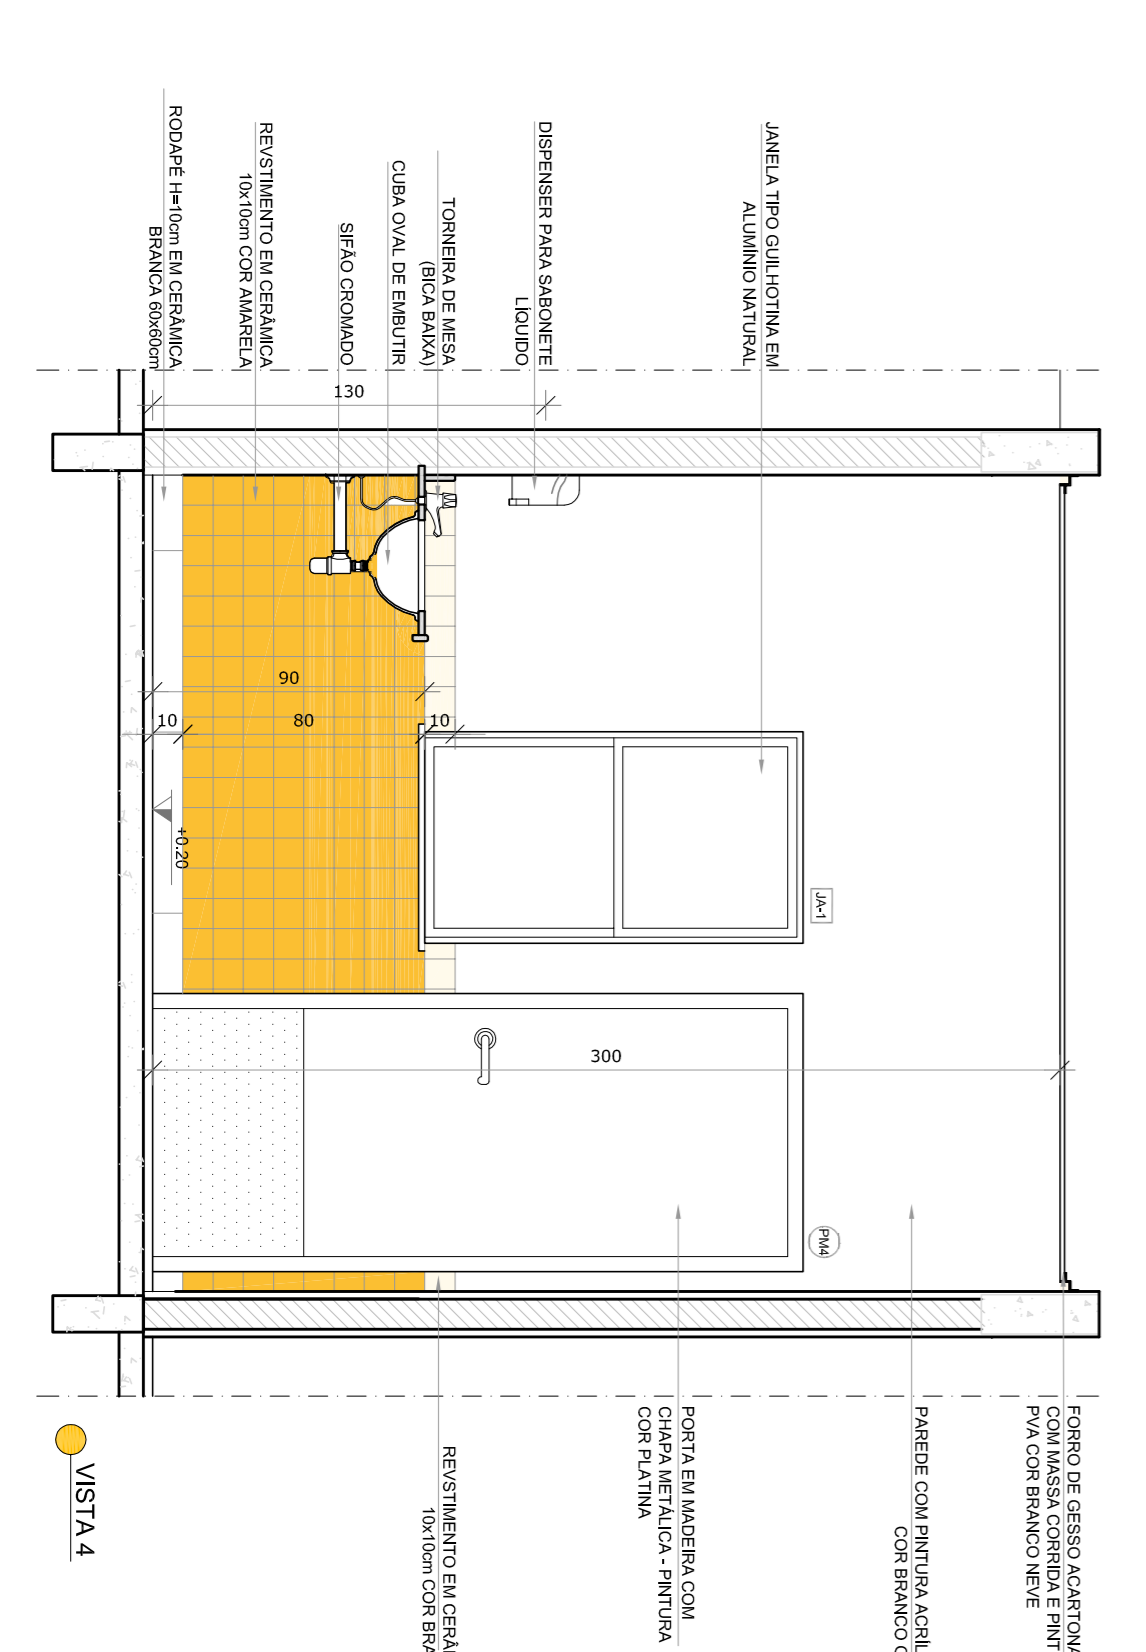 JANELA TIPO GUILHOTINA EM
ALUMÍNIO NATURAL
DISPENSER PARA SABONETE
LÍQUIDO
TORNEIRA DE MESA
(BICA BAIXA)
CUBA OVAL DE EMBUTIR
SIFÃO CROMADO
REVSTIMENTO EM CERÂMICA
10x10cm COR AMARELA
RODAPÉ H=10cm EM CERÂMICA
BRANCA 60x60cm
130
90
10
80
10
+0.20
JA-1
300
PM4
FORRO DE GESSO ACARTONA
COM MASSA CORRIDA E PINT
PVA COR BRANCO NEVE
PAREDE COM PINTURA ACRÍL
COR BRANCO
PORTA EM MADEIRA COM
CHAPA METÁLICA - PINTURA
COR PLATINA
REVSTIMENTO EM CERÂ
10x10cm COR BRA
VISTA 4